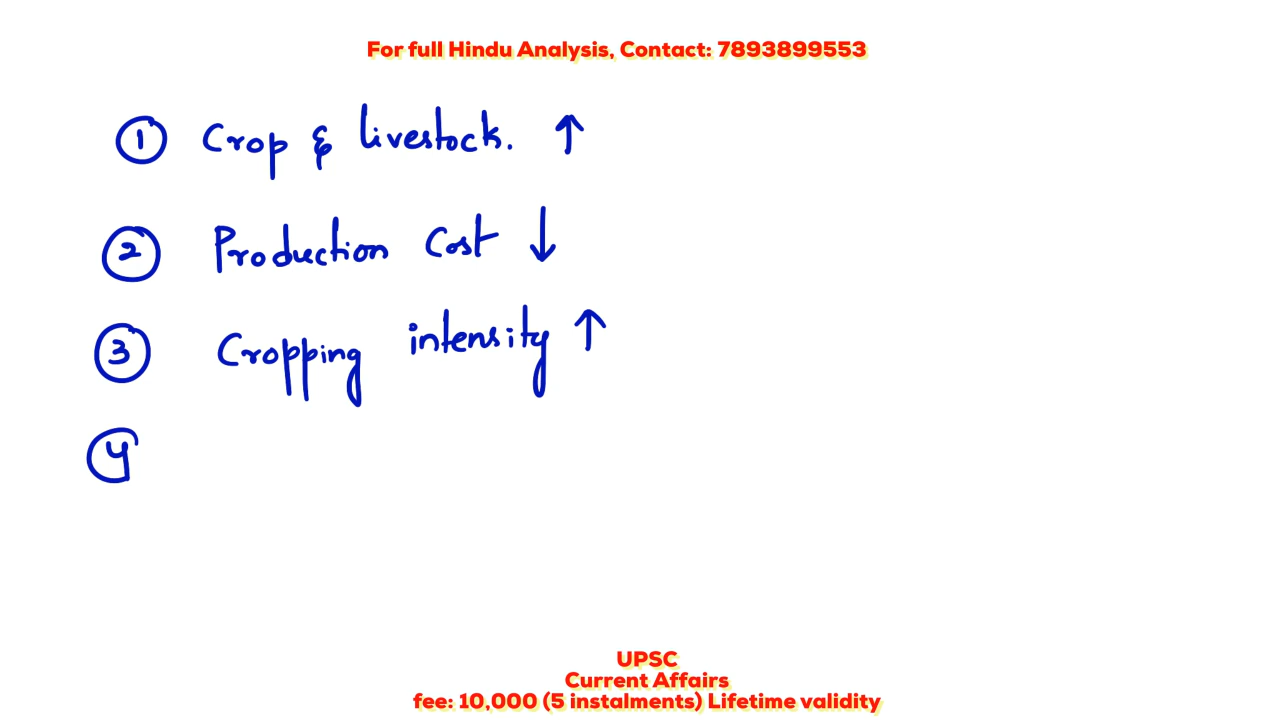 For full Hindu Analysis, Contact: 7893899553
① Crop & livestock. ↑
② Production Cost ↓
③ Cropping intensity ↑
④
UPSC
Current Affairs
fee: 10,000 (5 instalments) Lifetime validity